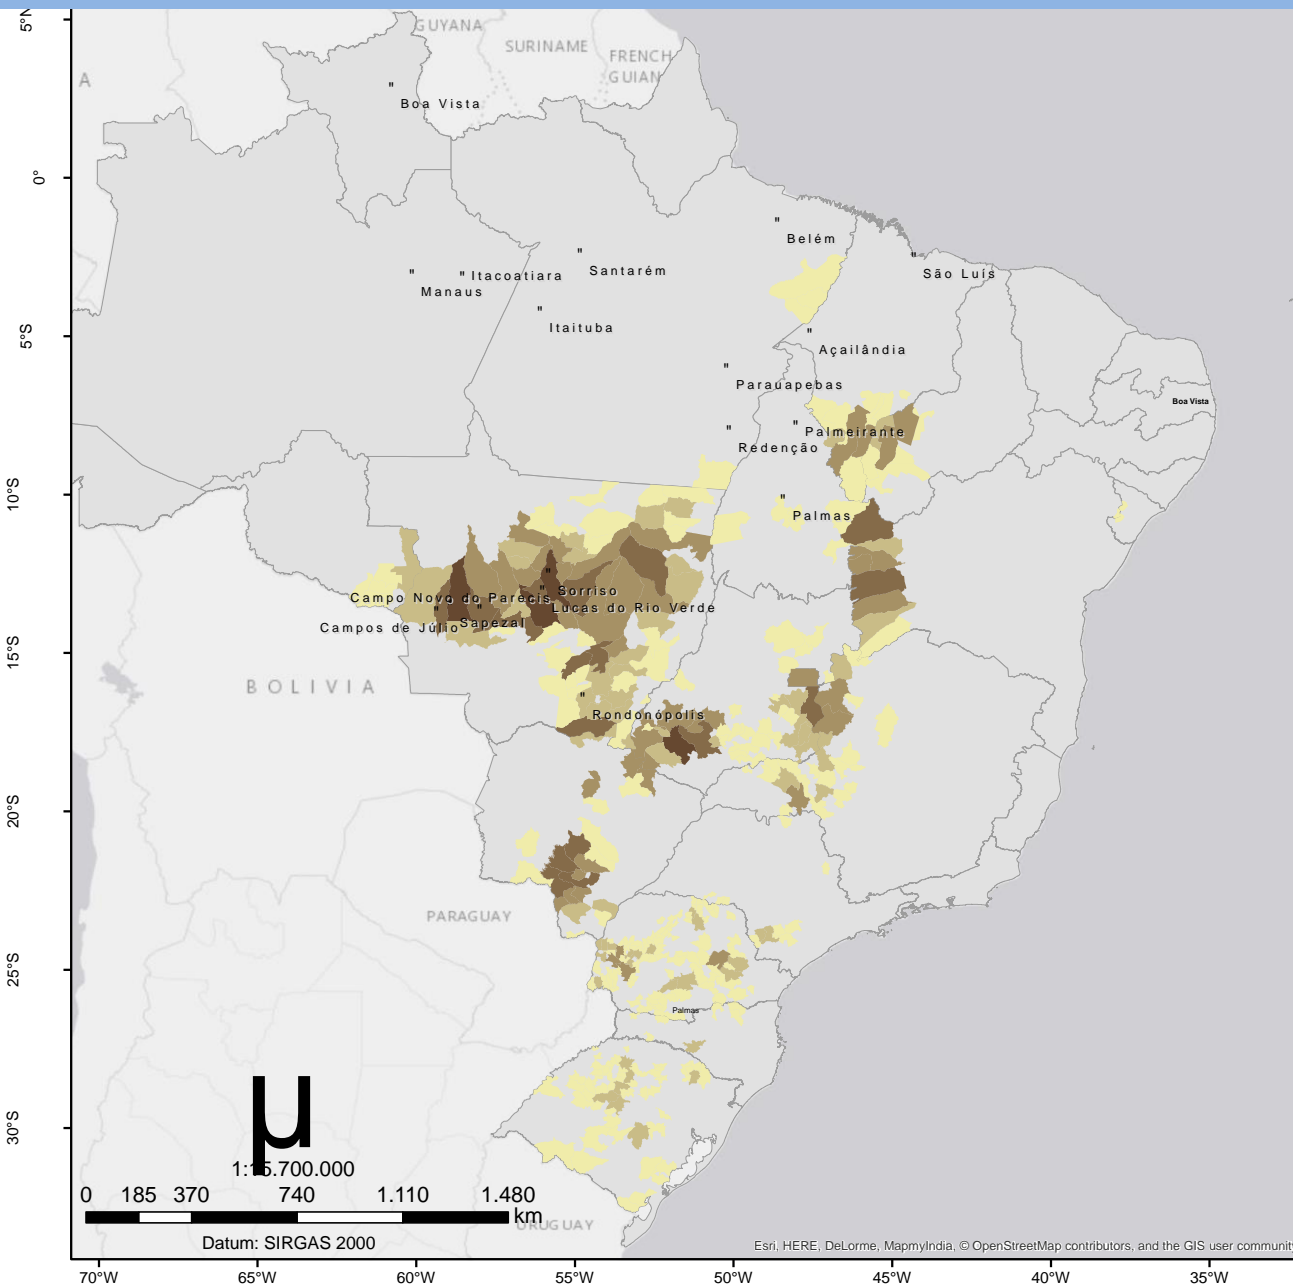 5°N
GUYANA
SURINAME
FRENCH
GUIAN
A
Boa Vista
0°
Belém
São Luís
Santarém
Itacoatiara
Manaus
Itaituba
5°S
Açailândia
Parauapebas
Boa Vista
Palmeirante
Redenção
10°S
Palmas
Sorriso
Campo Novo do Parecis
Lucas do Rio Verde
Sapezal
Campos de Júlio
15°S
BOLIVIA
Rondonópolis
20°S
PARAGUAY
25°S
Palmas
µ
30°S
1:15.700.000
0 185 370 740 1.110 1.480
km
URUGUAY
Datum: SIRGAS 2000
Esri, HERE, DeLorme, MapmyIndia, © OpenStreetMap contributors, and the GIS user community
70°W 65°W 60°W 55°W 50°W 45°W 40°W 35°W